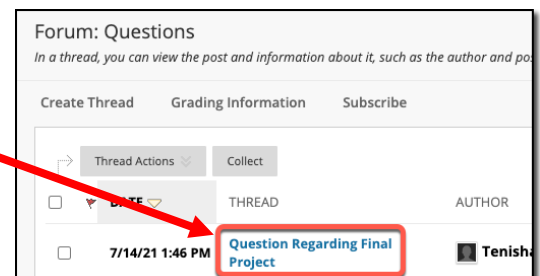 Forum: Questions
In a thread, you can view the post and information about it, such as the author and
Create Thread Grading Information Subscribe
Thread Actions Collect
DATE THREAD AUTHOR
7/14/21 1:46 PM Question Regarding Final
Project